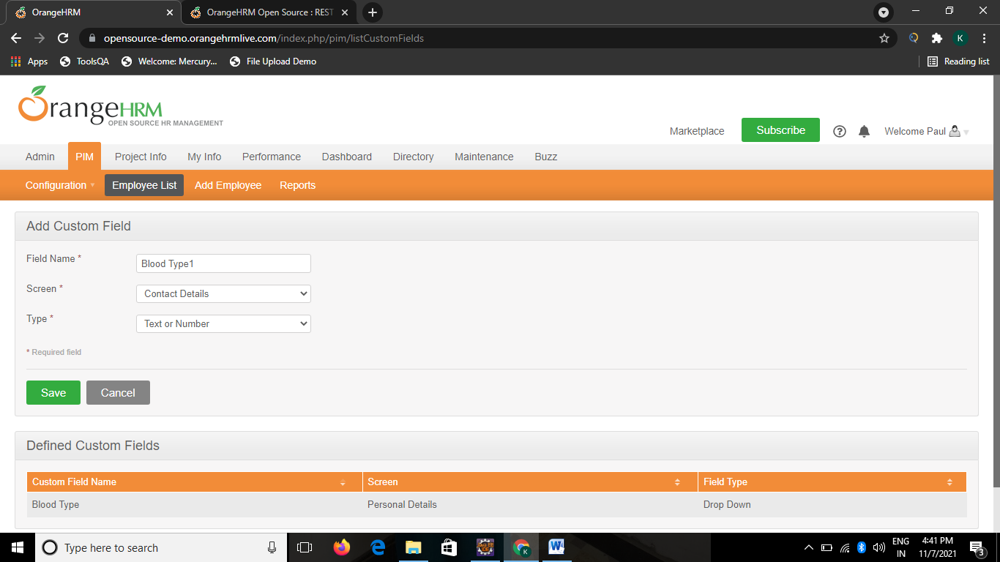 OrangeHRM
OrangeHRM Open Source : REST
opensource-demo.orangehrmlive.com/index.php/pim/listCustomFields
K
Apps
ToolsQA
Welcome: Mercury...
File Upload Demo
Reading list
OrangeHRM
OPEN SOURCE HR MANAGEMENT
Marketplace
Subscribe
?
Welcome Paul
Admin
PIM
Project Info
My Info
Performance
Dashboard
Directory
Maintenance
Buzz
Configuration
Employee List
Add Employee
Reports
Add Custom Field
Field Name *
Blood Type1
Screen *
Contact Details
Type *
Text or Number
* Required field
Save
Cancel
Defined Custom Fields
Custom Field Name
Screen
Field Type
Blood Type
Personal Details
Drop Down
Type here to search
K
W
ENG
IN
4:41 PM
11/7/2021
3